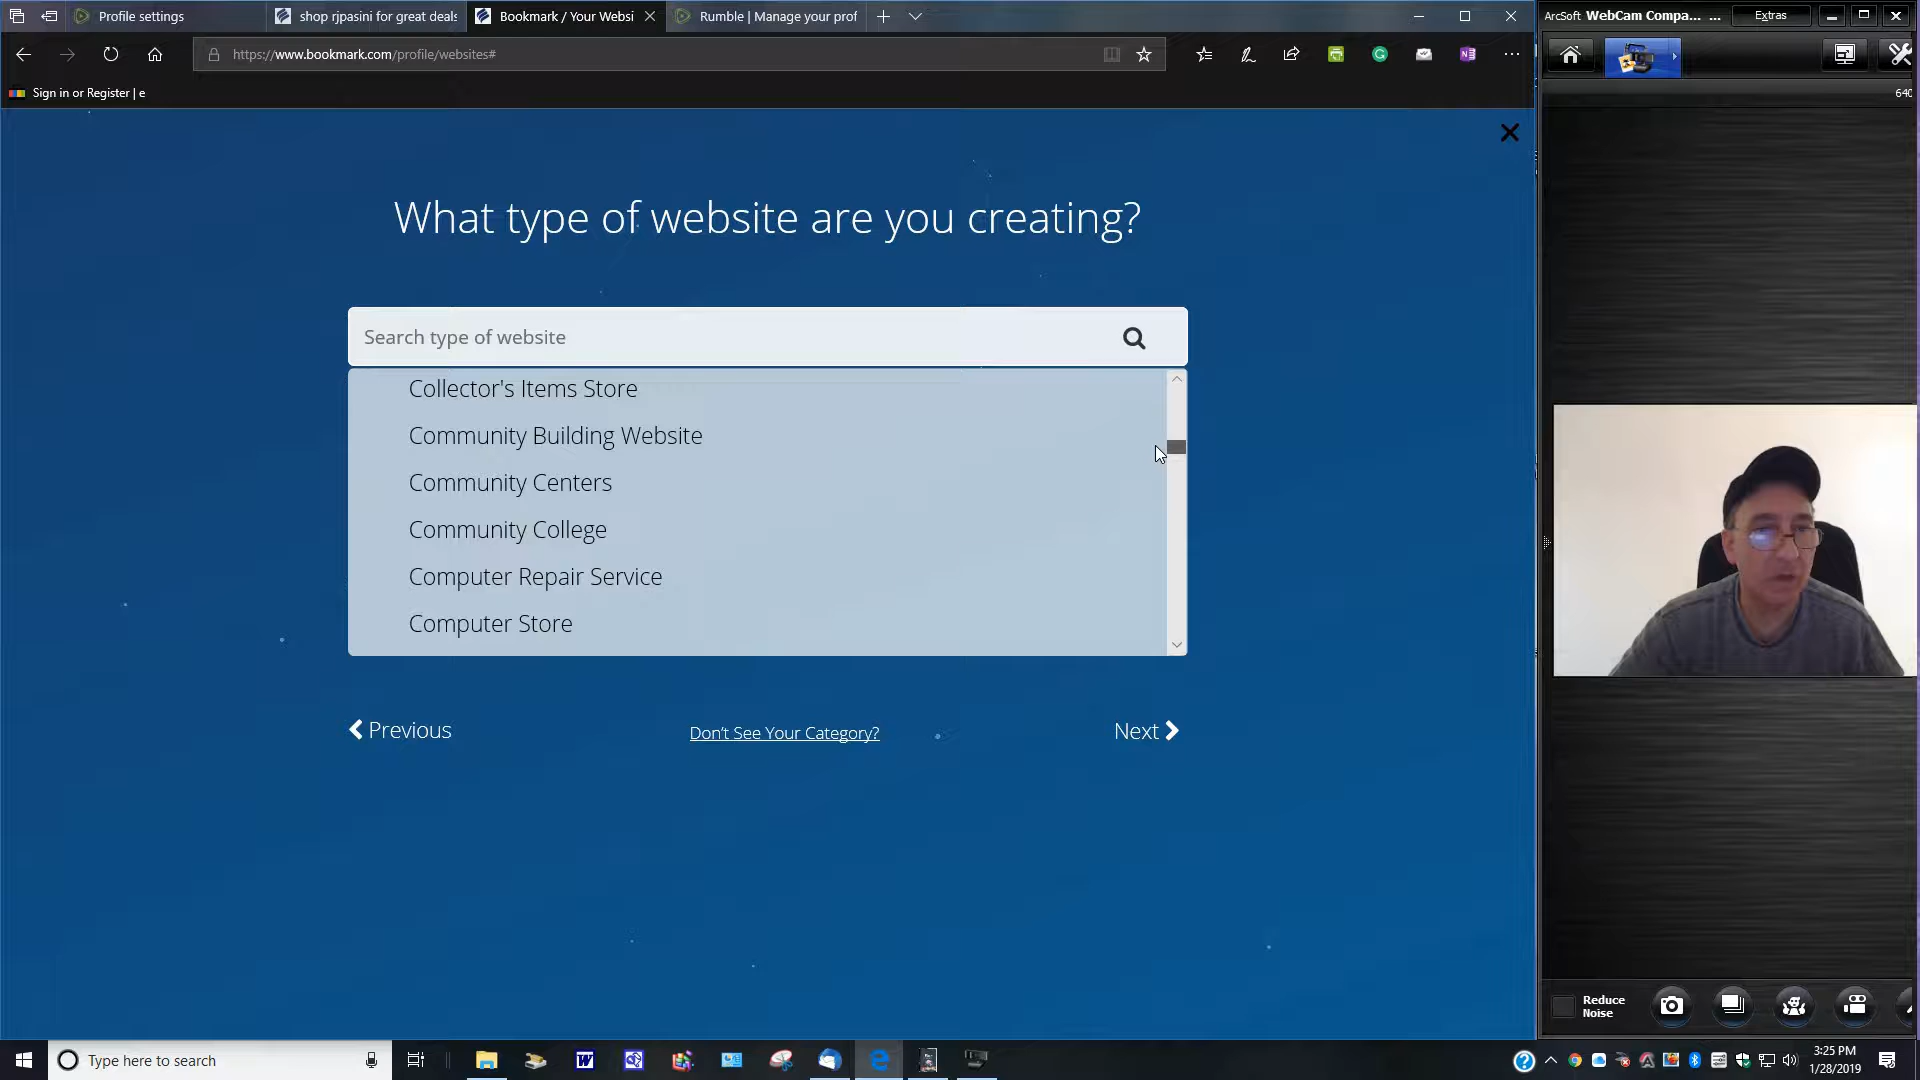 Profile settings
shop rjpasini for great deals
Bookmark / Your Websi
Rumble | Manage your prof
ArcSoft WebCam Compa... ...
Extras
https://www.bookmark.com/profile/websites#
Sign in or Register | e
640
What type of website are you creating?
Search type of website
Collector's Items Store
Community Building Website
Community Centers
Community College
Computer Repair Service
Computer Store
Previous
Don't See Your Category?
Next
Reduce
Noise
Type here to search
3:25 PM
1/28/2019